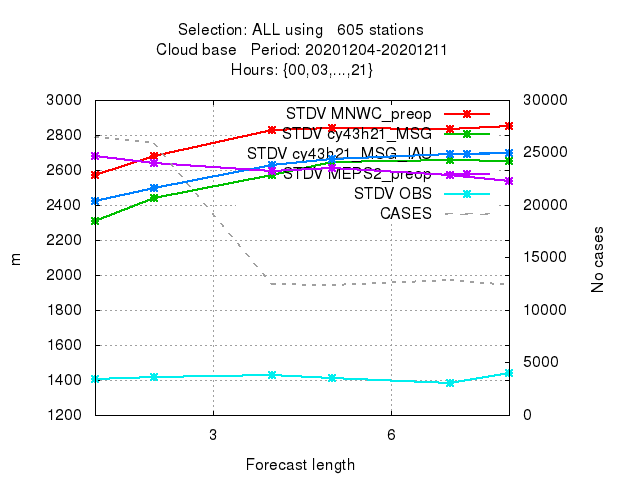 Selection: ALL using 605 stations
Cloud base Period: 20201204-20201211
Hours: {00,03,...,21}
3000
2800
2600
2400
2200
2000
1800
1600
1400
1200
30000
25000
20000
15000
10000
5000
0
STDV MNWC_preop
STDV cy43h21_MSG
STDV cy43h21_MSG_IAU
STDV MEPS2_preop
STDV OBS
CASES
m
No cases
3
6
Forecast length